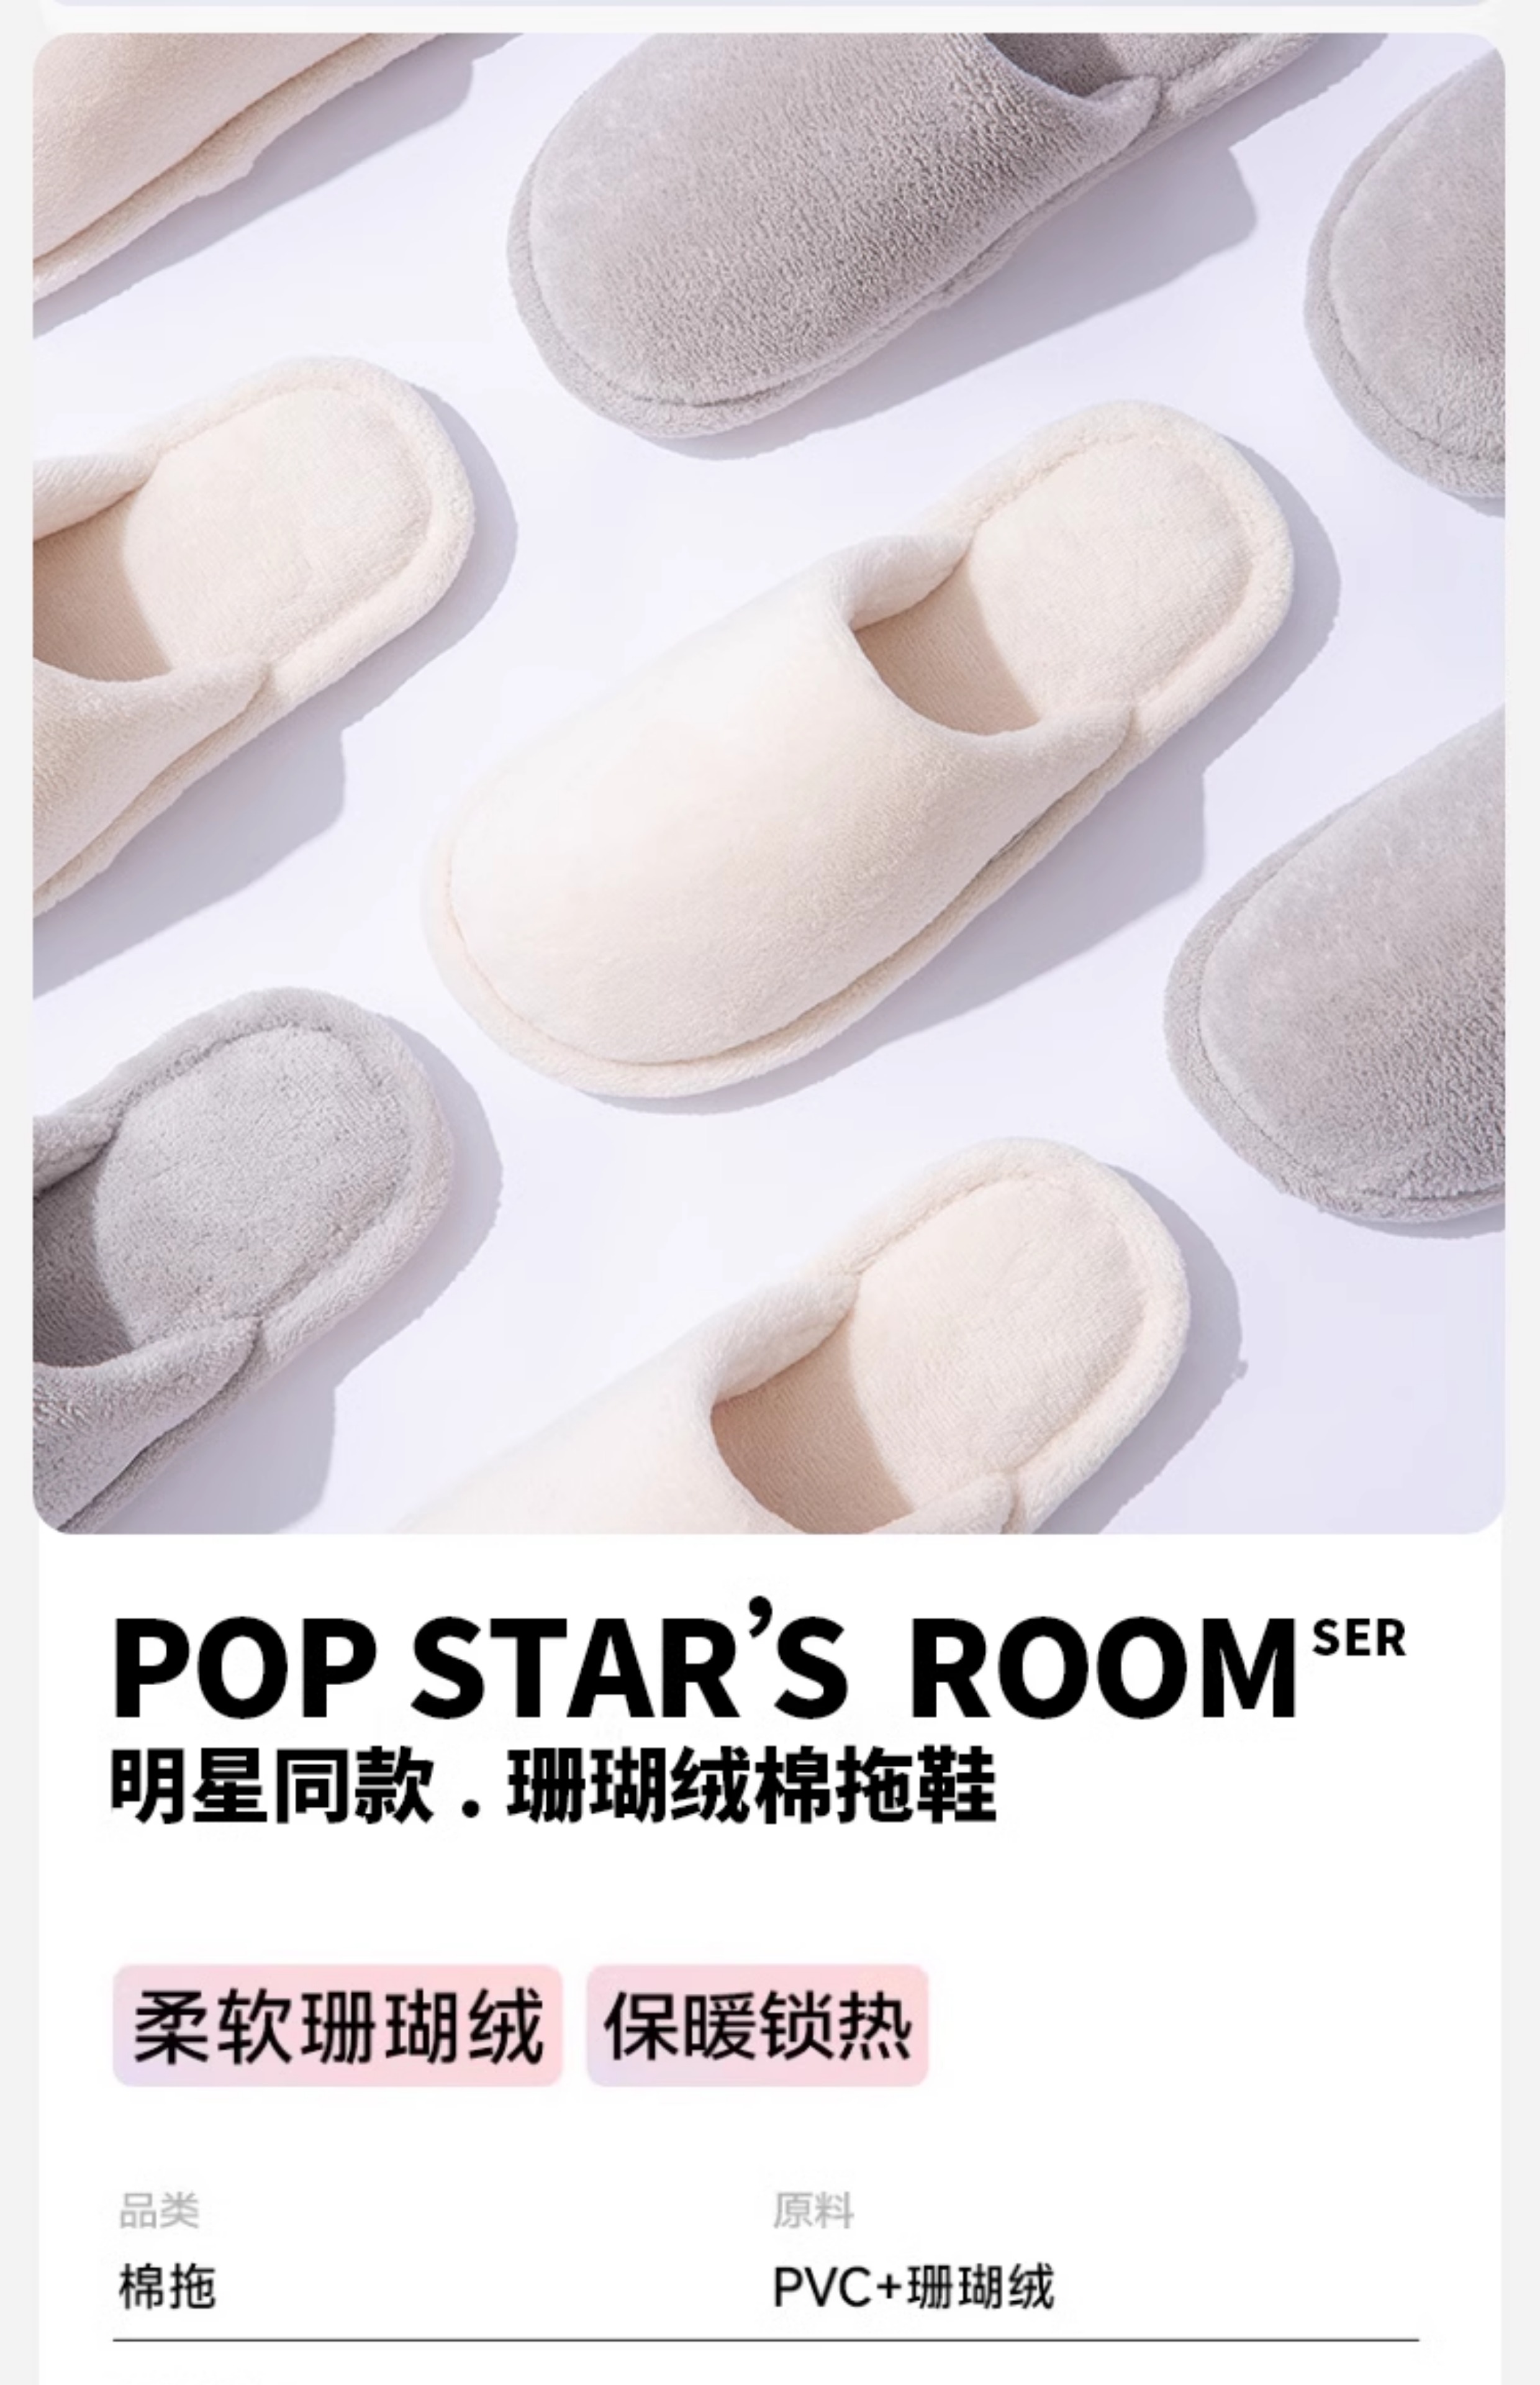 POP STAR’S ROOM SER
明星同款 . 珊瑚绒棉拖鞋
柔软珊瑚绒 保暖锁热
品类 原料
棉拖 PVC+珊瑚绒